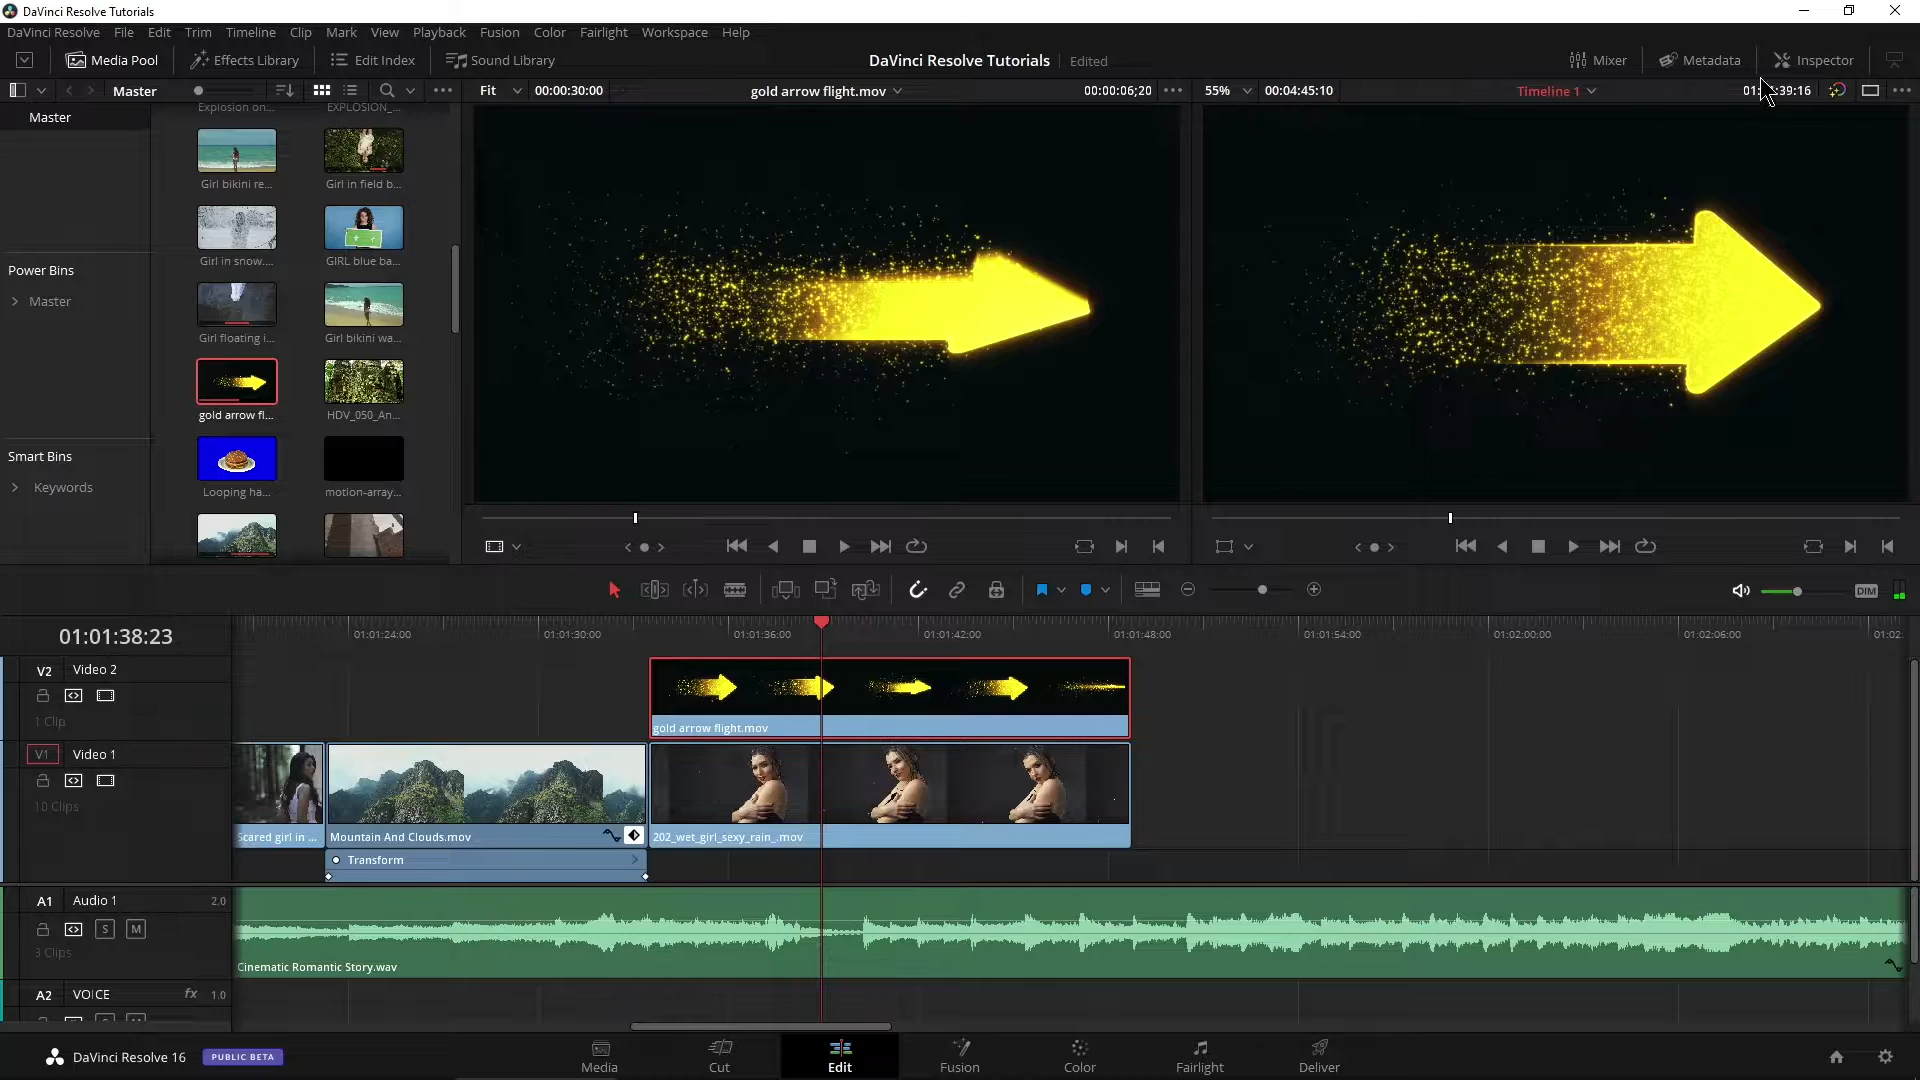 DaVinci Resolve Tutorials
DaVinci Resolve File Edit Trim Timeline Clip Mark View Playback Fusion Color Fairlight Workspace Help
Media Pool Effects Library Edit Index Sound Library DaVinci Resolve Tutorials Edited Mixer Metadata Inspector
Master Fit 00:00:30:00 gold arrow flight.mov 00:00:06;20 55% 00:04:45:10 Timeline 1
Master
Explosion on... EXPLOSION_...
Girl bikini re... Girl in field b...
Girl in snow.... GIRL blue ba...
Power Bins
Master
Girl floating i... Girl bikini wa...
gold arrow fl... HDV_050_An...
Smart Bins
Keywords
Looping ha... motion-array...
DIM
01:01:38:23
01:01:24:00 01:01:30:00 01:01:36:00 01:01:42:00 01:01:48:00 01:01:54:00 01:02:00:00 01:02:06:00 01:02:
V2 Video 2
1 Clip
gold arrow flight.mov
V1 Video 1
10 Clips
Scared girl in ... Mountain And Clouds.mov 202_wet_girl_sexy_rain_.mov
Transform
A1 Audio 1 2.0
S M
3 Clips
Cinematic Romantic Story.wav
A2 VOICE fx 1.0
DaVinci Resolve 16 PUBLIC BETA Media Cut Edit Fusion Color Fairlight Deliver